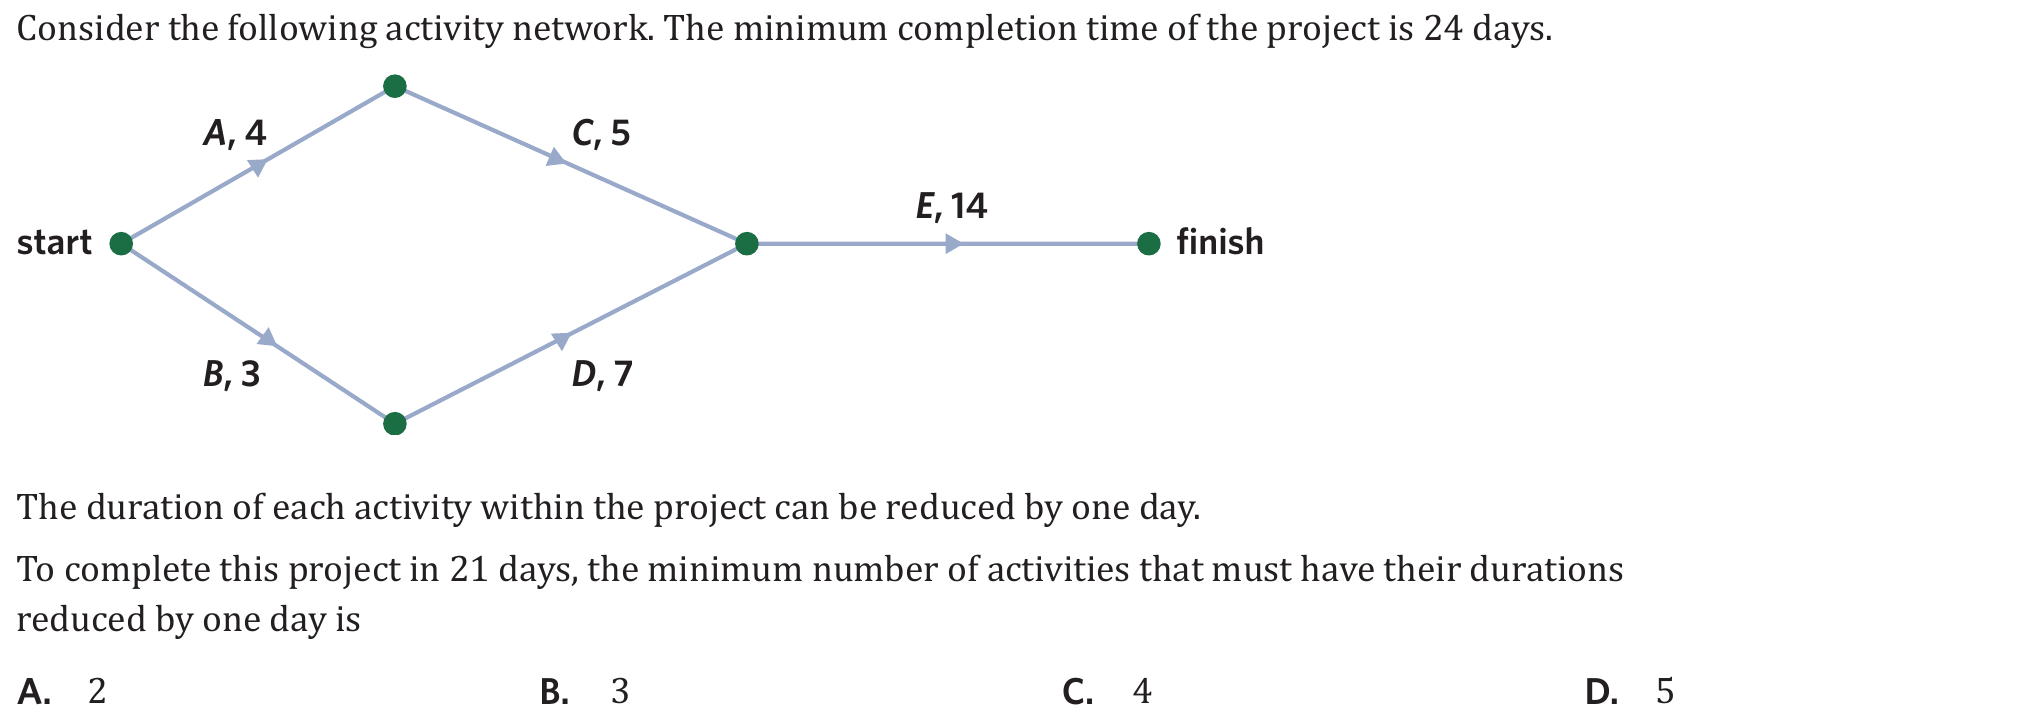 Consider the following activity network. The minimum completion time of the project is 24 days.
A, 4
C, 5
E, 14
start
finish
B, 3
D, 7
The duration of each activity within the project can be reduced by one day.
To complete this project in 21 days, the minimum number of activities that must have their durations
reduced by one day is
A. 2 B. 3 C. 4 D. 5